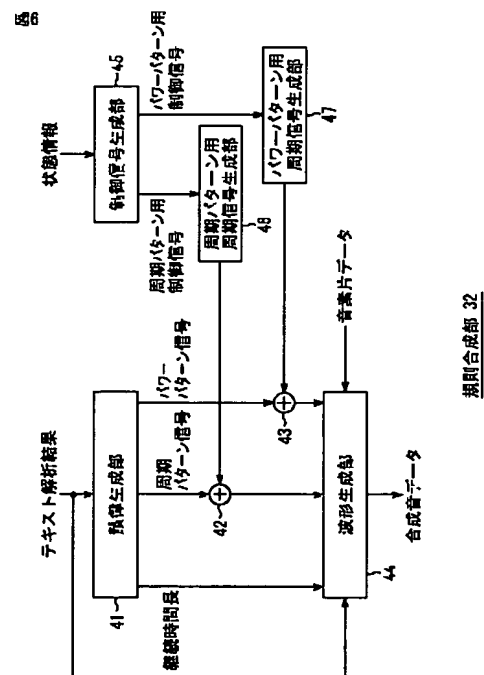 状態情報
制御信号生成部
45
周期パターン用
制御信号
パワーパターン用
制御信号
周期パターン用
周期信号生成部
46
パワーパターン用
周期信号生成部
47
テキスト解析結果
韻律生成部
41
継続時間長
周期
パターン信号
パワー
パターン信号
42
43
音素片データ
波形生成部
44
合成音データ
規則合成部 32